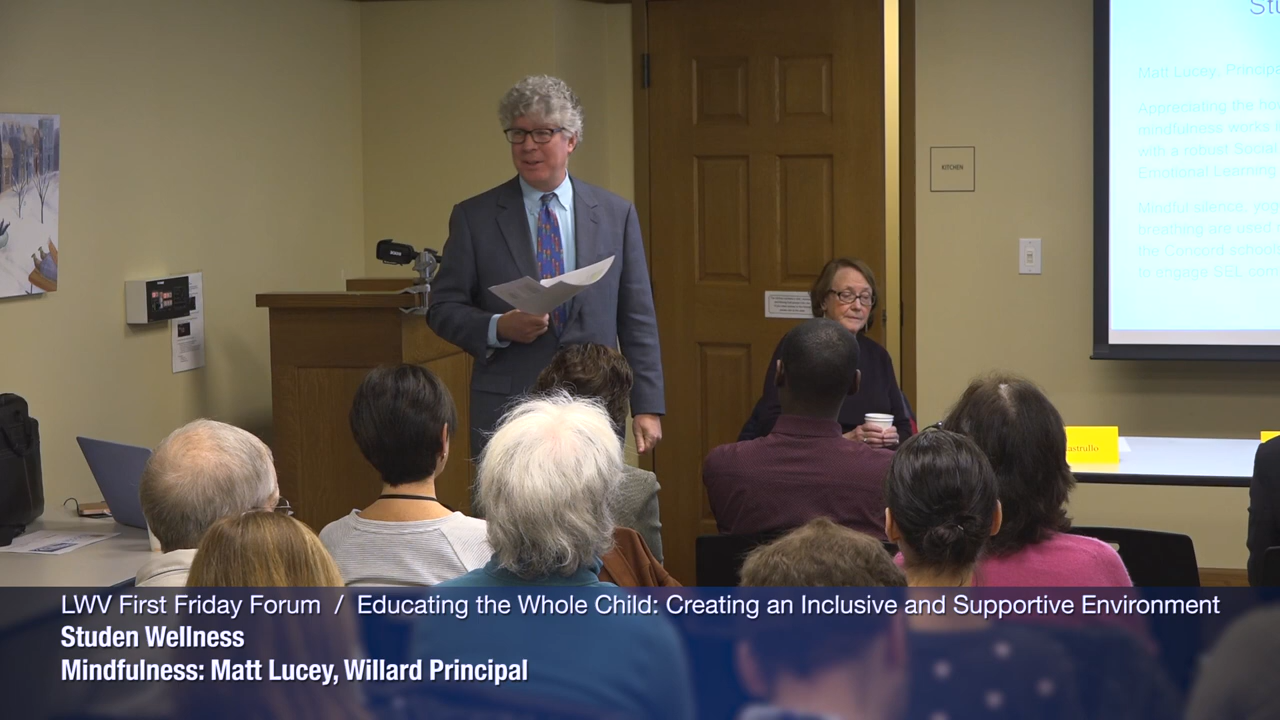 Stu
Matt Lucey, Principa
Appreciating the ho
mindfulness works
with a robust Social
Emotional Learning
Mindful silence, yog
breathing are used
the Concord school
to engage SEL com
KITCHEN
astrullo
LWV First Friday Forum / Educating the Whole Child: Creating an Inclusive and Supportive Environment
Studen Wellness
Mindfulness: Matt Lucey, Willard Principal